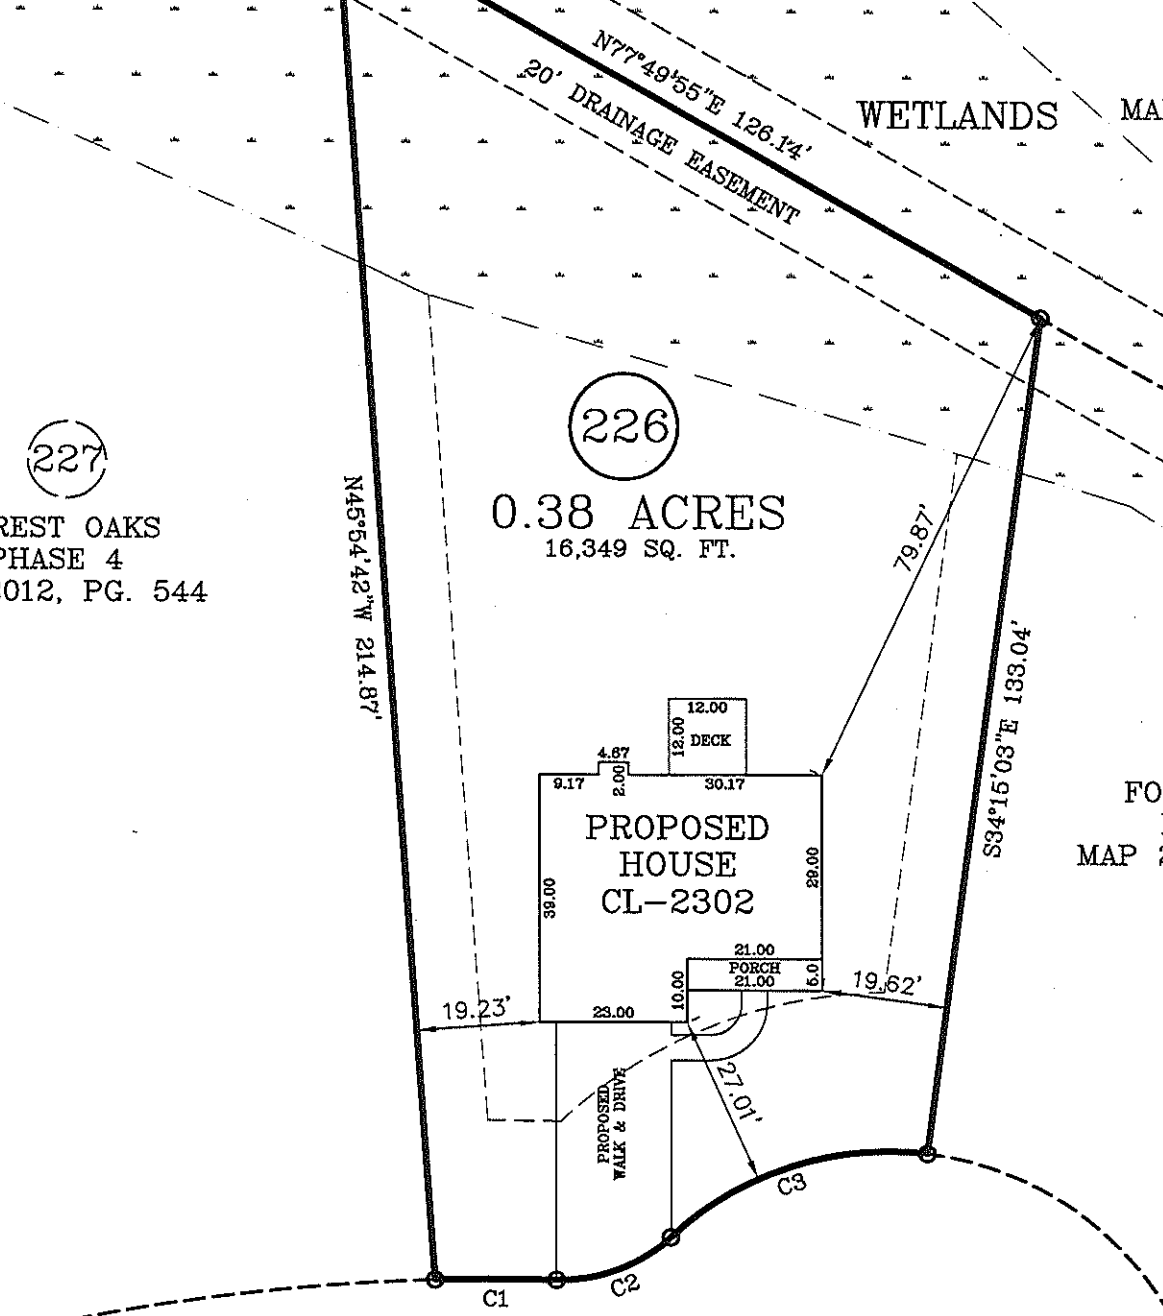 N77°49'55"E 126.14'
20' DRAINAGE EASEMENT
WETLANDS
226
0.38 ACRES
16,349 SQ. FT.
227
OAKS
PHASE 4
PG. 544
N45°54'42"W 214.87'
79.87'
S34°15'03"E 133.04'
12.00
12.00
DECK
4.67
9.17
2.00
30.17
PROPOSED
HOUSE
CL-2302
39.00
29.00
21.00
PORCH
21.00
5.0
10.00
23.00
19.23'
19.62'
27.01'
PROPOSED
WALK & DRIVE
C3
C2
C1
MAP